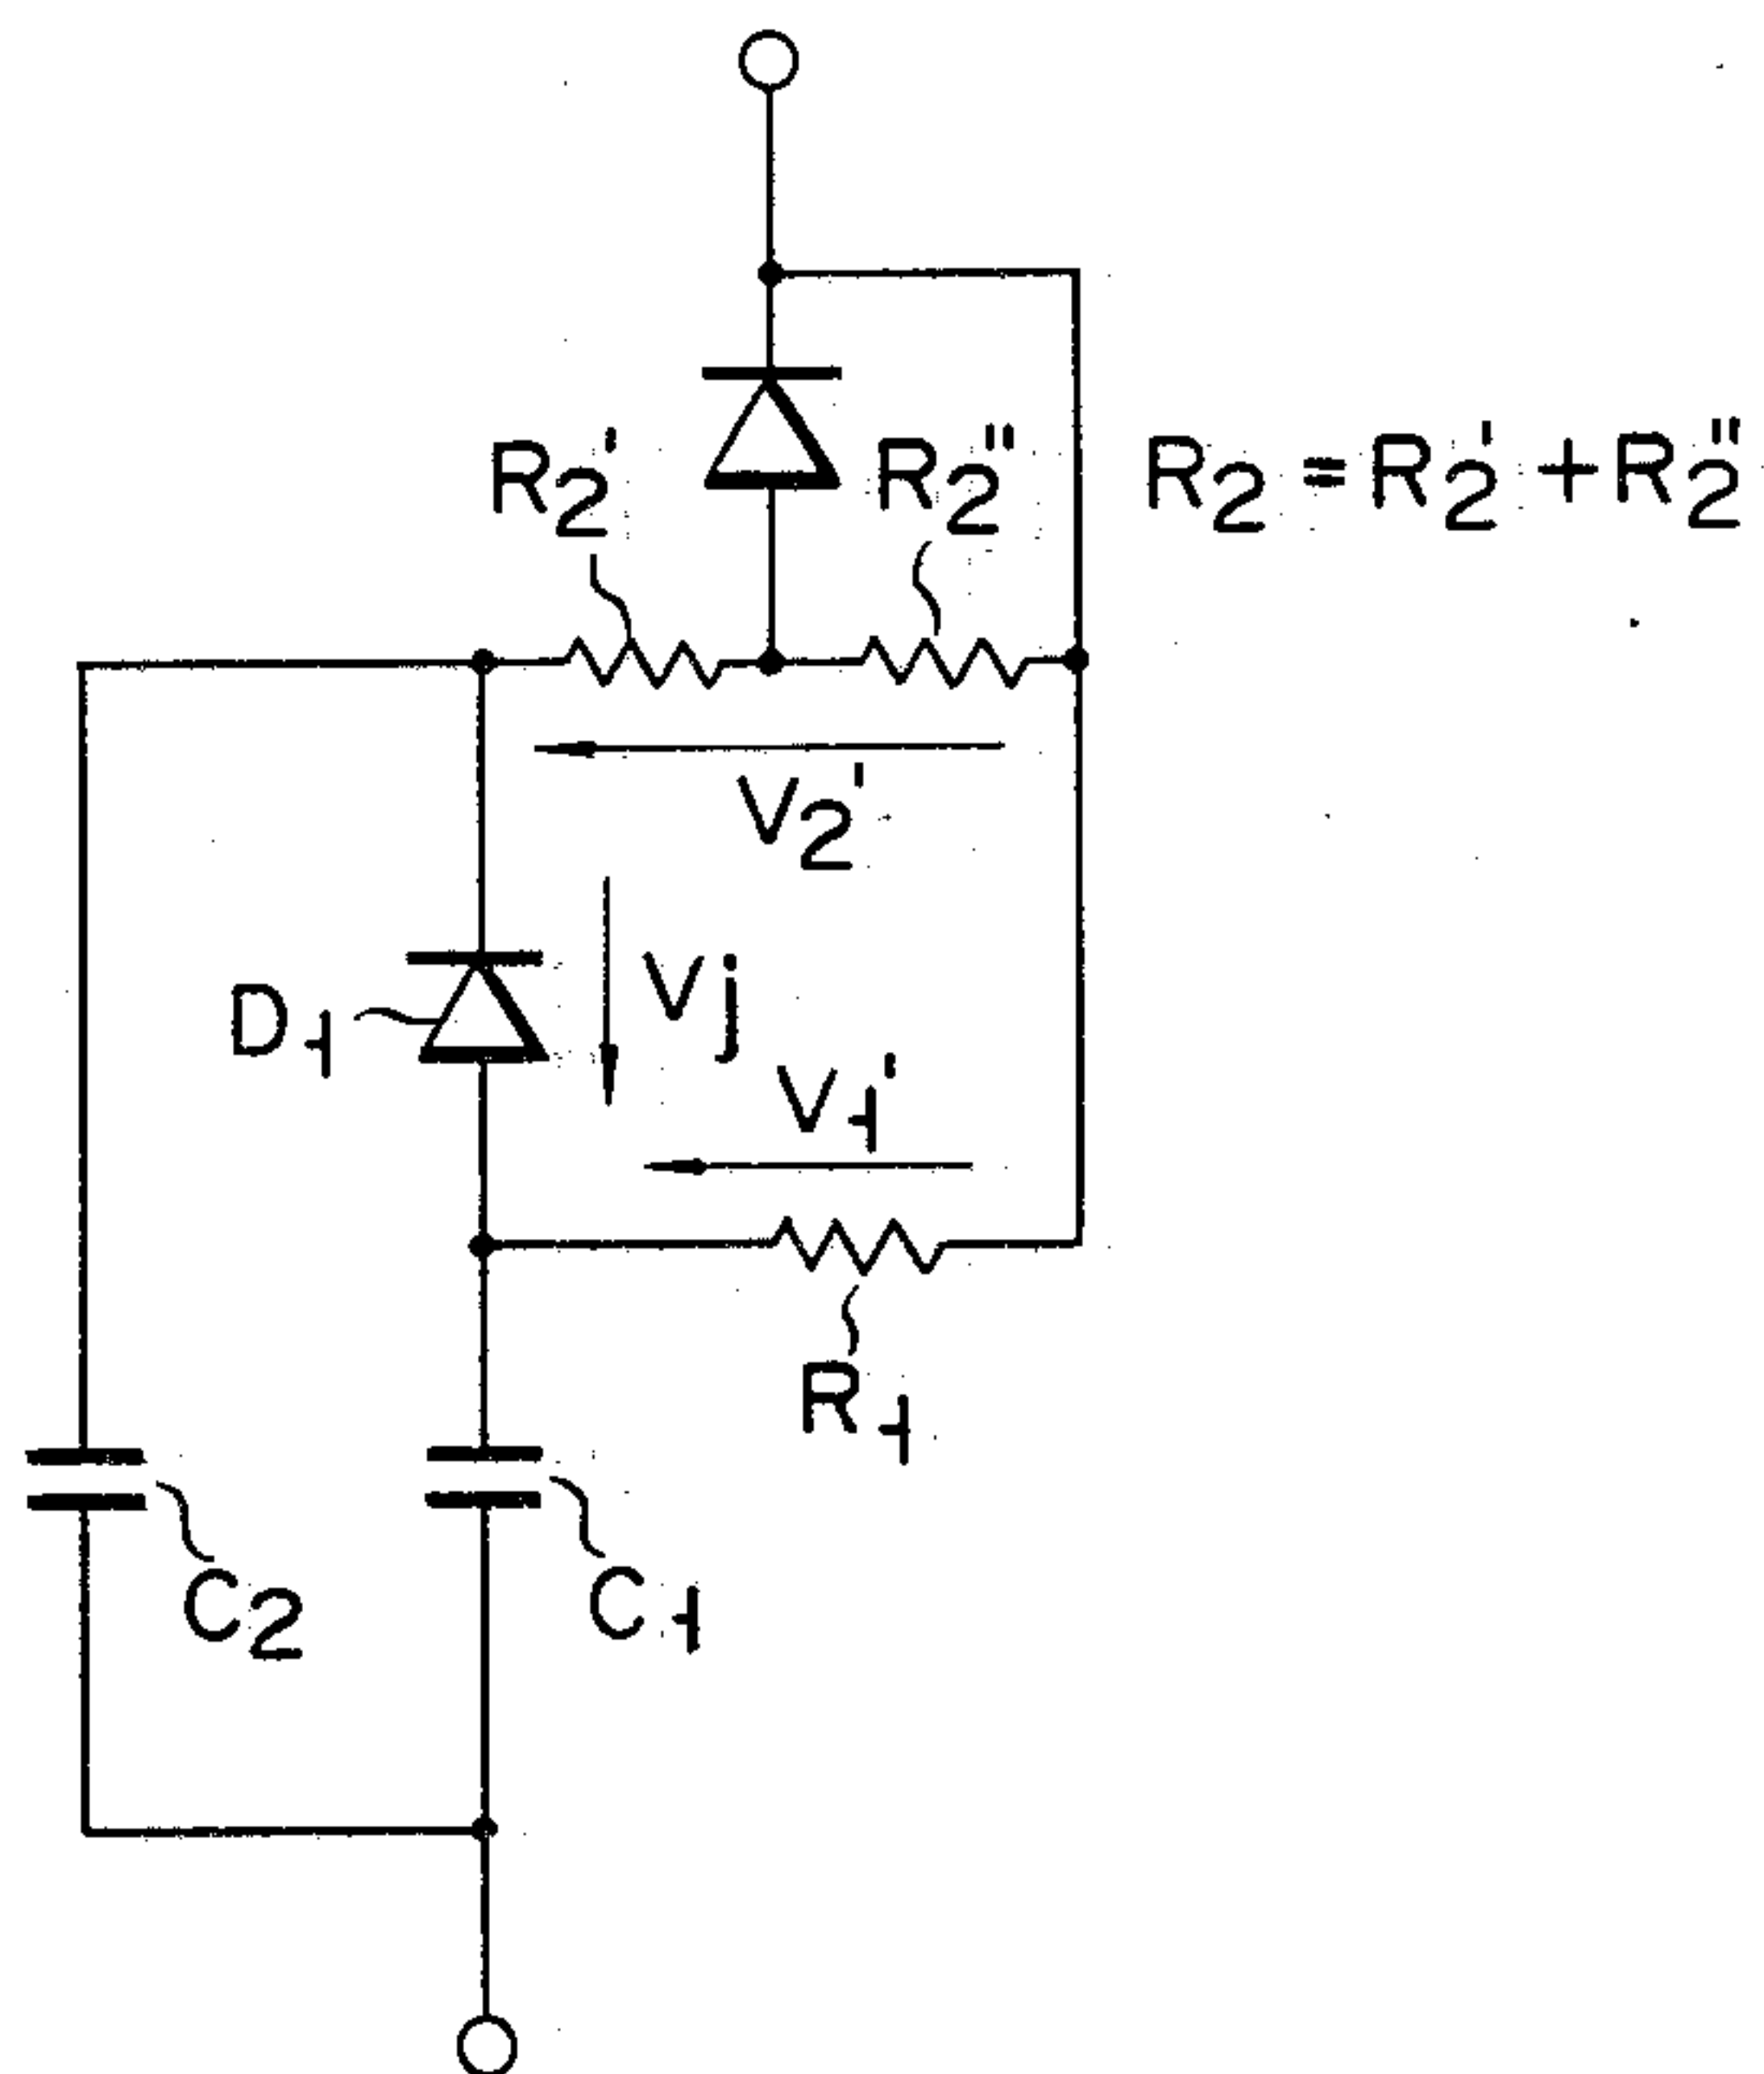 R2'
R2"
R2 = R2' + R2"
V2'
D1
Vj
V1'
R1
C2
C1